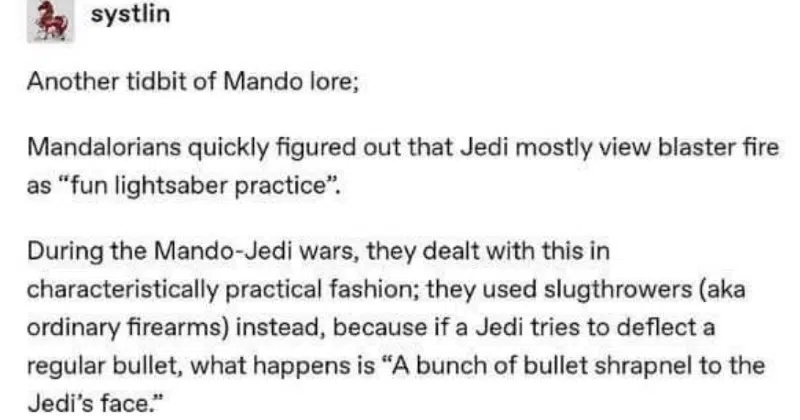 systlin
Another tidbit of Mando lore;
Mandalorians quickly figured out that Jedi mostly view blaster fire
as “fun lightsaber practice”.
During the Mando-Jedi wars, they dealt with this in
characteristically practical fashion; they used slugthrowers (aka
ordinary firearms) instead, because if a Jedi tries to deflect a
regular bullet, what happens is “A bunch of bullet shrapnel to the
Jedi’s face.”